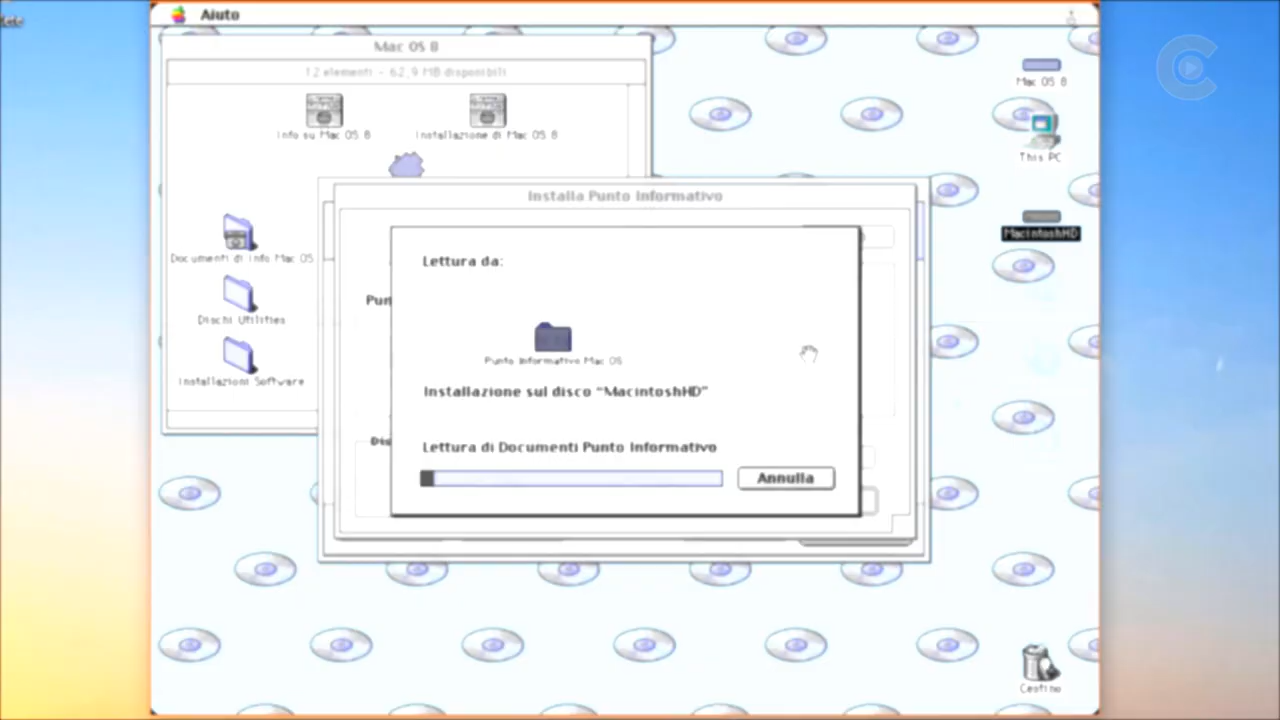 Aiuto
Mac OS 8
12 elementi - 62,9 MB disponibili
Info su Mac OS 8
Installazione di Mac OS 8
Documenti di info Mac OS
Dischi Utilities
Installazioni Software
Installa Punto Informativo
Lettura da:
Punto Informativo Mac OS
Installazione sul disco “MacintoshHD”
Lettura di Documenti Punto Informativo
Annulla
Mac OS 8
This PC
MacintoshHD
Cestino